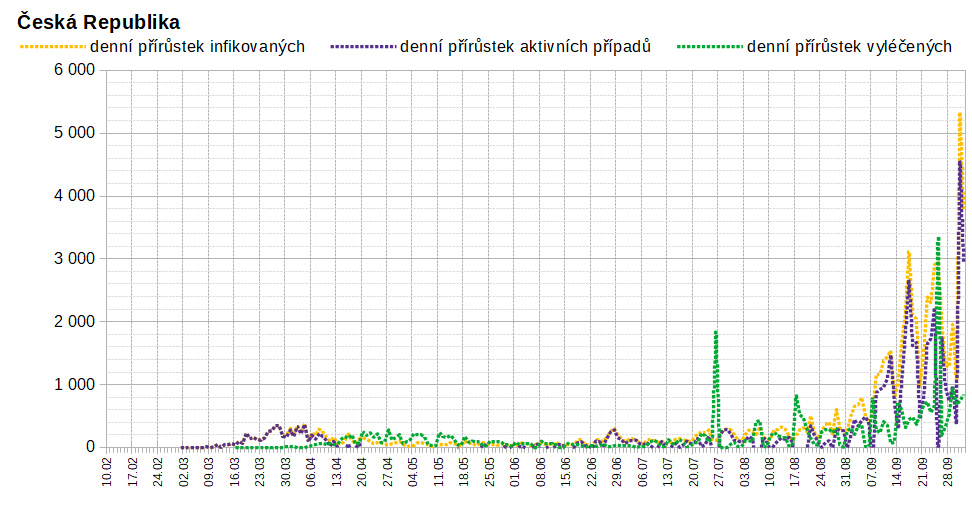 Česká Republika
denní přírůstek infikovaných denní přírůstek aktivních případů denní přírůstek vyléčených
6 000
5 000
4 000
3 000
2 000
1 000
0
10.02 17.02 24.02 02.03 09.03 16.03 23.03 30.03 06.04 13.04 20.04 27.04 04.05 11.05 18.05 25.05 01.06 08.06 15.06 22.06 29.06 06.07 13.07 20.07 27.07 03.08 10.08 17.08 24.08 31.08 07.09 14.09 21.09 28.09